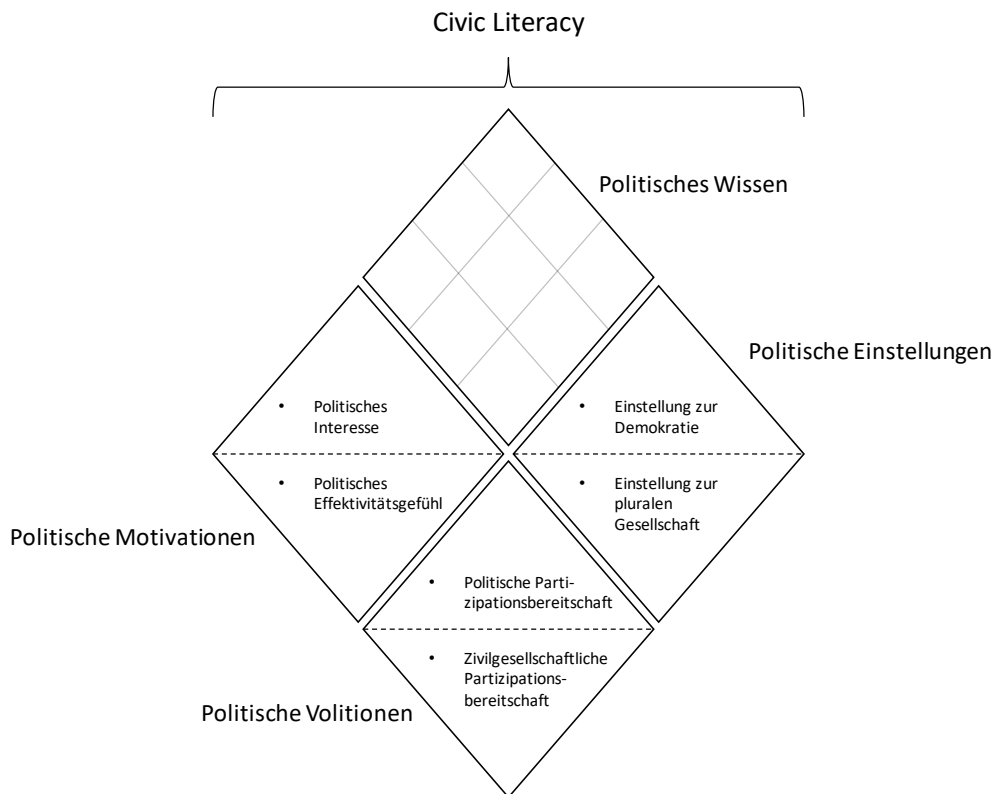 Civic Literacy
Politisches Wissen
Politische Einstellungen
• Politisches
Interesse
• Einstellung zur
Demokratie
• Politisches
Effektivitätsgefühl
• Einstellung zur
pluralen
Gesellschaft
Politische Motivationen
• Politische Parti-
zipationsbereitschaft
• Zivilgesellschaftliche
Partizipations-
bereitschaft
Politische Volitionen